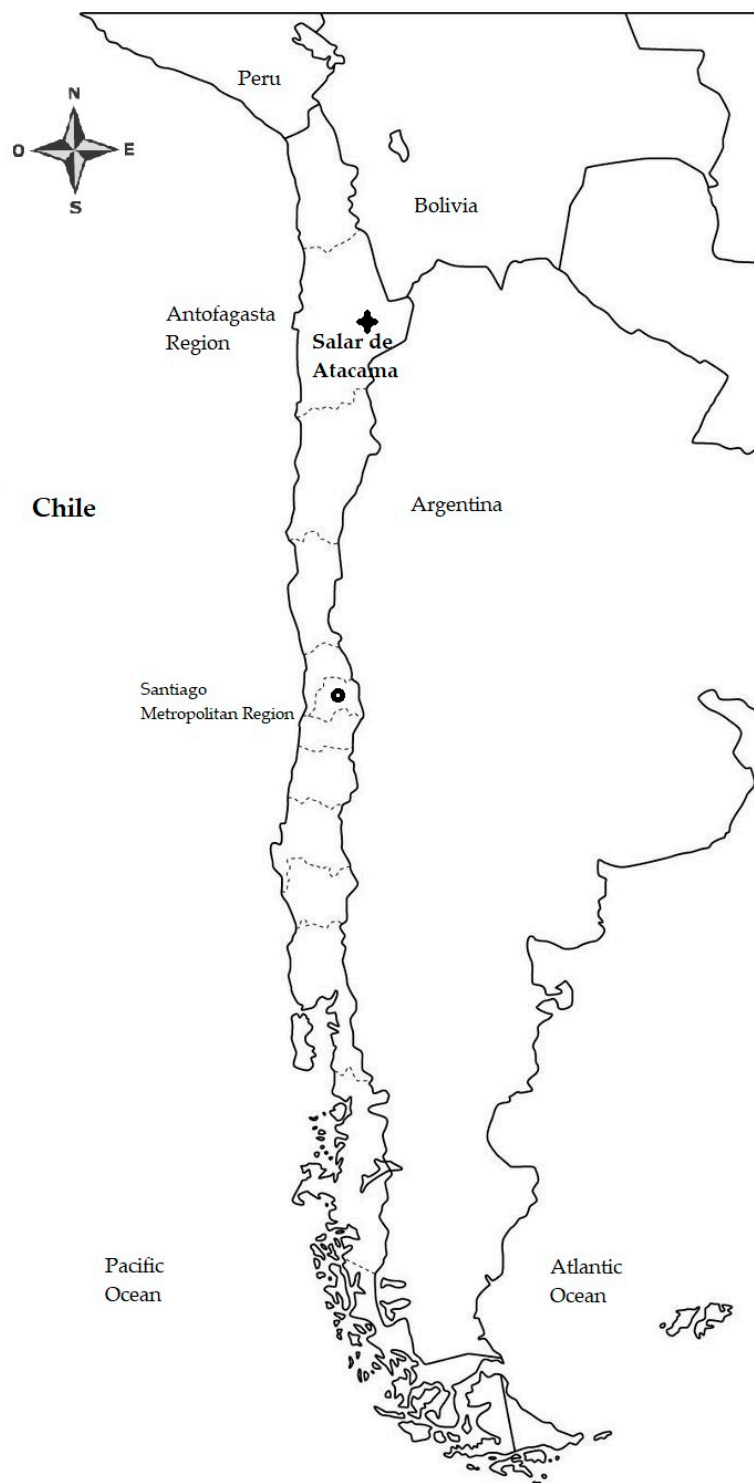 Peru
N
O
E
S
Bolivia
Antofagasta
Region
Salar de
Atacama
Chile
Argentina
Santiago
Metropolitan Region
Pacific
Ocean
Atlantic
Ocean